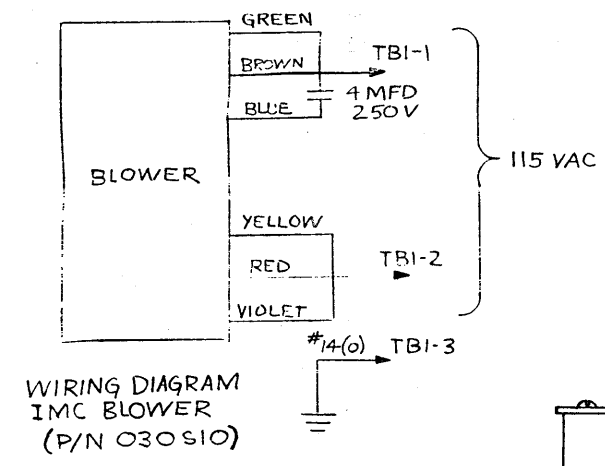 GREEN
BROWN
TB1-1
4 MFD
250V
BLUE
115 VAC
BLOWER
YELLOW
RED
TB1-2
VIOLET
#14(0)
TB1-3
WIRING DIAGRAM
IMC BLOWER
(P/N 030S10)